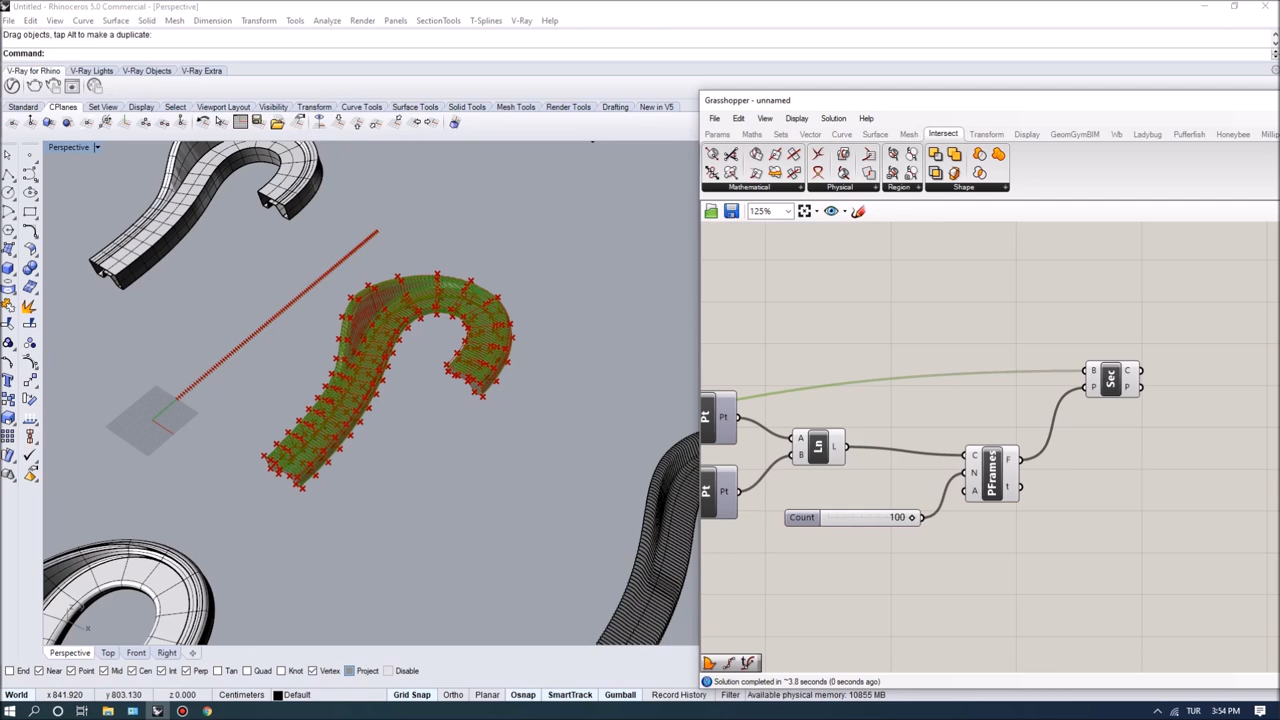 Untitled - Rhinoceros 5.0 Commercial - [Perspective]
File Edit View Curve Surface Solid Mesh Dimension Transform Tools Analyze Render Panels SectionTools T-Splines V-Ray Help
Drag objects, tap Alt to make a duplicate:
Command:
V-Ray for Rhino V-Ray Lights V-Ray Objects V-Ray Extra
Standard CPlanes Set View Display Select Viewport Layout Visibility Transform Curve Tools Surface Tools Solid Tools Mesh Tools Render Tools Drafting New in V5
Perspective
Grasshopper - unnamed
File Edit View Display Solution Help
Params Maths Sets Vector Curve Surface Mesh Intersect Transform Display GeomGymBIM Wb Ladybug Pufferfish Honeybee
Mathematical Physical Region Shape
125%
B P Sec C P
Pt Pt
A B Ln L
C N A PFrames F t
Pt Pt
Count 100
Perspective Top Front Right
End Near Point Mid Cen Int Perp Tan Quad Knot Vertex Project Disable
World x 841.920 y 803.130 z 0.000 Centimeters Default Grid Snap Ortho Planar Osnap SmartTrack Gumball Record History Filter Available physical memory: 10855 MB
Solution completed in ~3.8 seconds (0 seconds ago)
TUR 3:54 PM